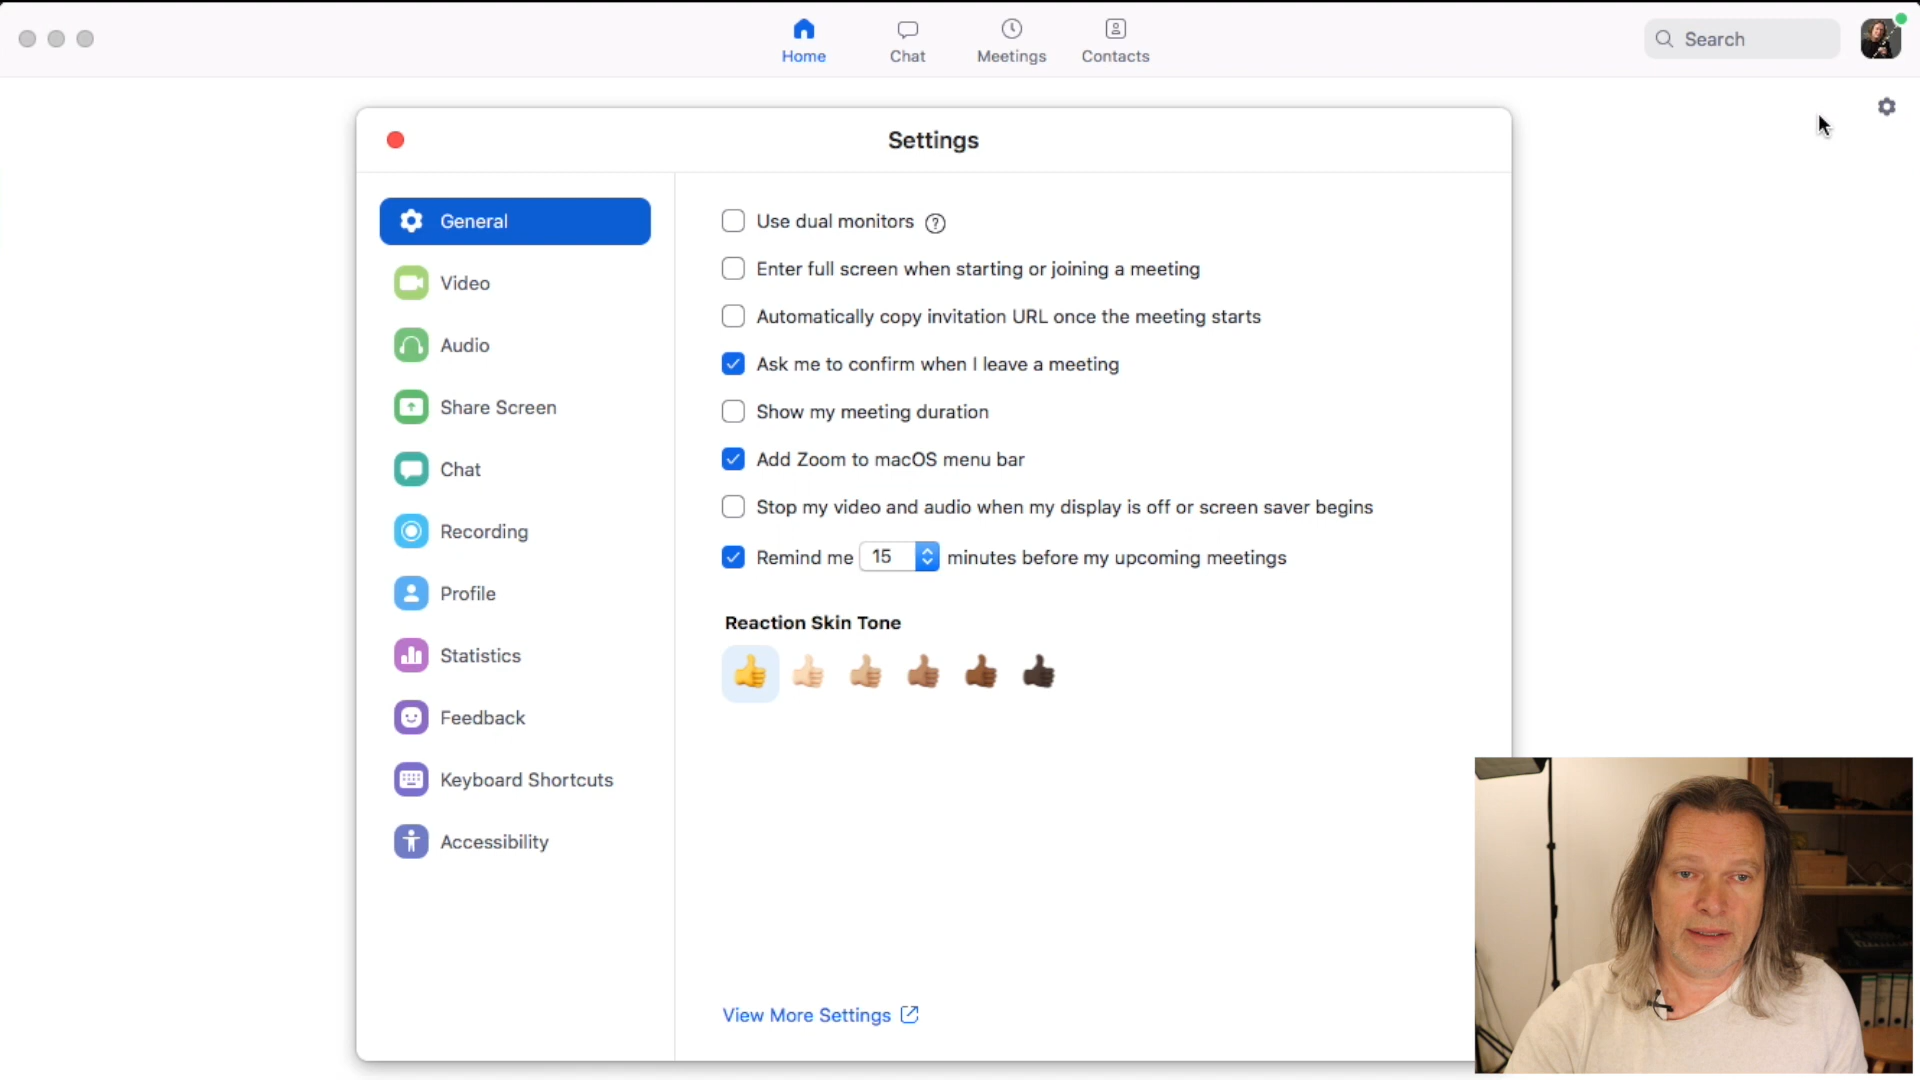 Home
Chat
Meetings
Contacts
Search
Settings
General
Video
Audio
Share Screen
Chat
Recording
Profile
Statistics
Feedback
Keyboard Shortcuts
Accessibility
Use dual monitors ?
Enter full screen when starting or joining a meeting
Automatically copy invitation URL once the meeting starts
Ask me to confirm when I leave a meeting
Show my meeting duration
Add Zoom to macOS menu bar
Stop my video and audio when my display is off or screen saver begins
Remind me 15 minutes before my upcoming meetings
Reaction Skin Tone
View More Settings